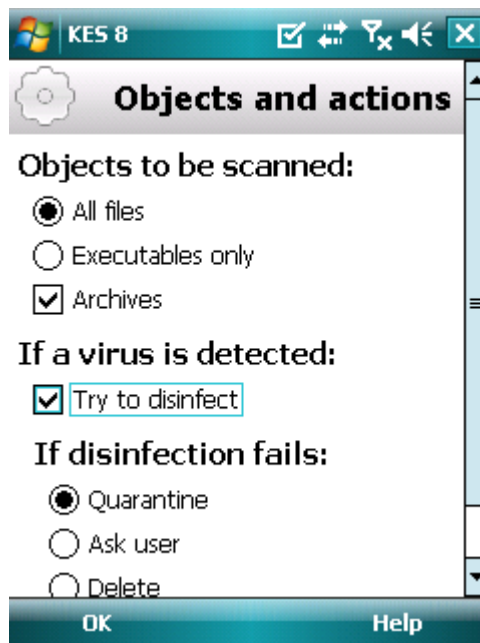 KES 8
Objects and actions
Objects to be scanned:
All files
Executables only
Archives
If a virus is detected:
Try to disinfect
If disinfection fails:
Quarantine
Ask user
Delete
OK Help